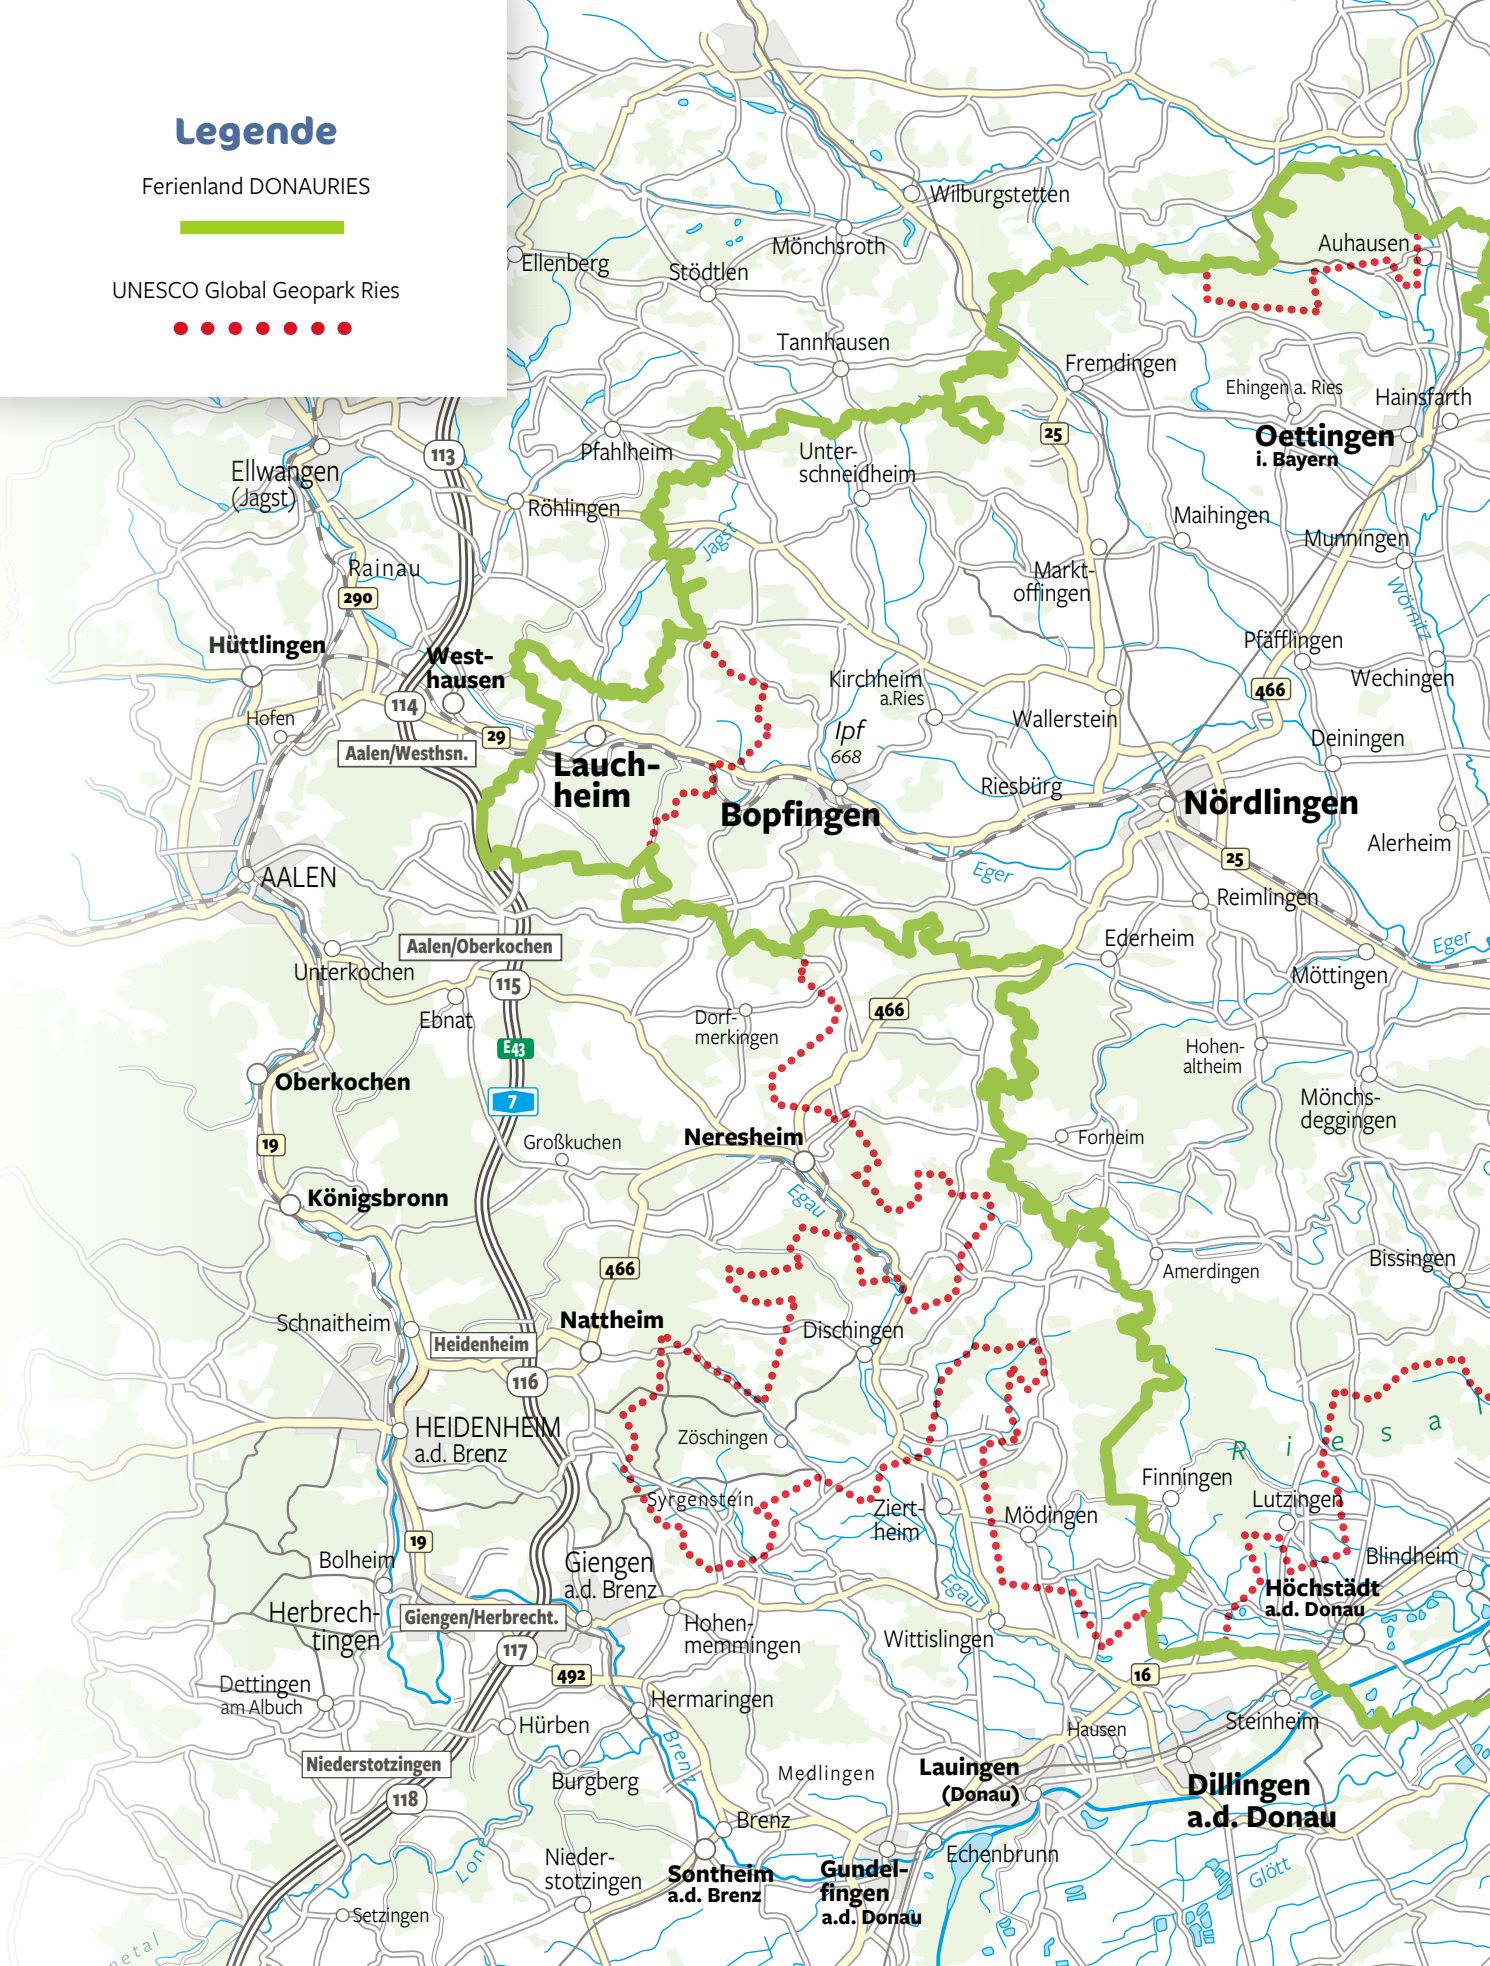 Legende
Ferienland DONAURIES
UNESCO Global Geopark Ries
Wilburgstetten
Mönchsroth
Auhausen
Ellenberg
Stödtlen
Tannhausen
Fremdingen
Ehingen a. Ries
Hainsfarth
25
Oettingen
i. Bayern
Pfahlheim
Unter-
schneidheim
113
Ellwangen
(Jagst)
Röhlingen
Maihingen
Munningen
Jagst
Rainau
290
Markt-
offingen
Wörnitz
Hüttlingen
West-
hausen
Pfäfflingen
Kirchheim
a.Ries
Wechingen
466
114
Hofen
Ipf
668
Wallerstein
29
Aalen/Westhsn.
Deiningen
Lauch-
heim
Riesbürg
Bopfingen
Nördlingen
Alerheim
25
Eger
AALEN
Reimlingen
Aalen/Oberkochen
Ederheim
Eger
Unterkochen
115
Möttingen
Ebnat
Dorf-
merkingen
466
E43
Hohen-
altheim
Oberkochen
7
Mönchs-
deggingen
19
Großkuchen
Neresheim
Forheim
Königsbronn
Egau
466
Amerdingen
Bissingen
Schnaitheim
Nattheim
Dischingen
Heidenheim
116
HEIDENHEIM
a.d. Brenz
Zöschingen
R i e s a l
Finningen
Syrgenstein
Ziert-
heim
Mödingen
Lutzingen
19
Bolheim
Giengen
a.d. Brenz
Blindheim
Egau
Höchstädt
a.d. Donau
Herbrech-
tingen
Giengen/Herbrecht.
Hohen-
memmingen
Wittislingen
117
492
16
Dettingen
am Albuch
Hermaringen
Hürben
Steinheim
Hausen
Brenz
Niederstotzingen
Burgberg
Medlingen
Lauingen
(Donau)
Dillingen
a.d. Donau
118
Brenz
Lone
Nieder-
stotzingen
Sontheim
a.d. Brenz
Gundel-
fingen
a.d. Donau
Echenbrunn
Glött
Setzingen
netal